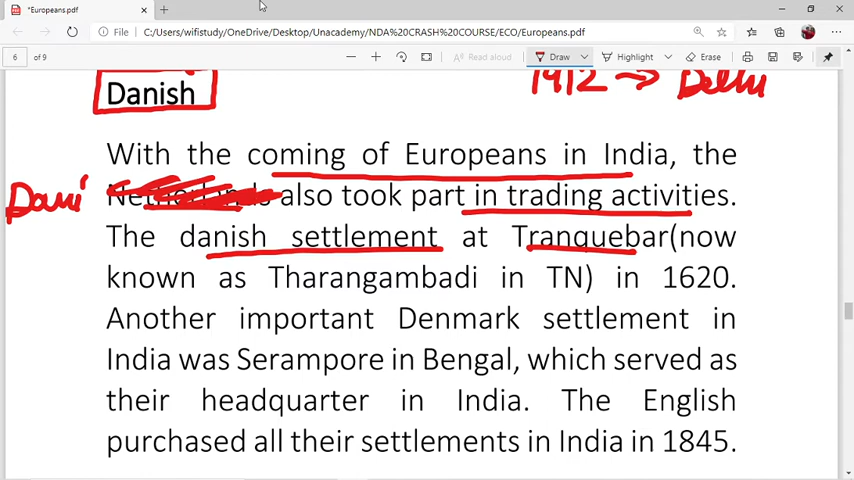 *Europeans.pdf
C:/Users/wifistudy/OneDrive/Desktop/Unacademy/NDA%20CRASH%20COURSE/ECO/Europeans.pdf
6 of 9 Read aloud Draw Highlight Erase
1912 → Delhi
Danish
With the coming of Europeans in India, the
Dani Netherlands also took part in trading activities.
The danish settlement at Tranquebar(now
known as Tharangambadi in TN) in 1620.
Another important Denmark settlement in
India was Serampore in Bengal, which served as
their headquarter in India. The English
purchased all their settlements in India in 1845.